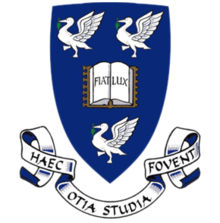 FIAT LUX
HAEC
OTIA STUDIA
FOVENT